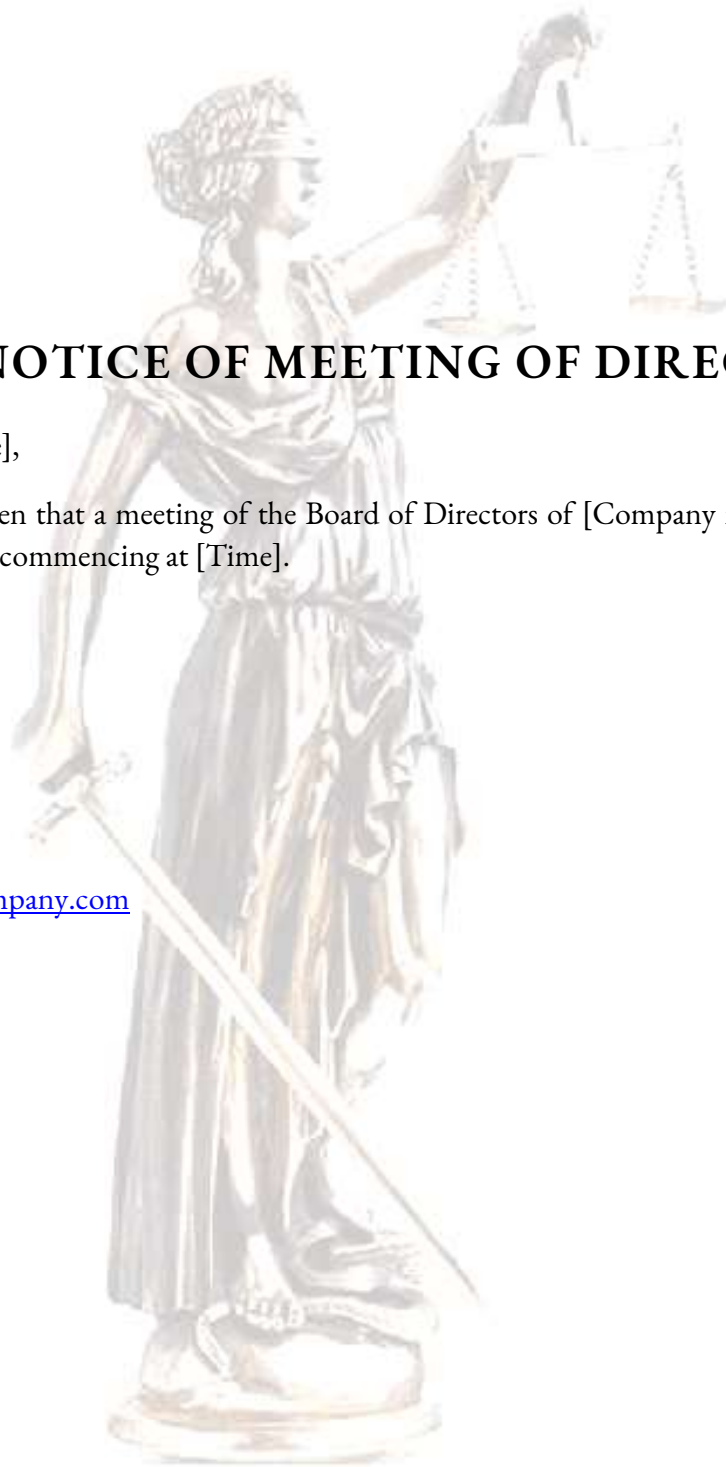 NOTICE OF MEETING OF DIREC
],
en that a meeting of the Board of Directors of [Company
commencing at [Time].
mpany.com